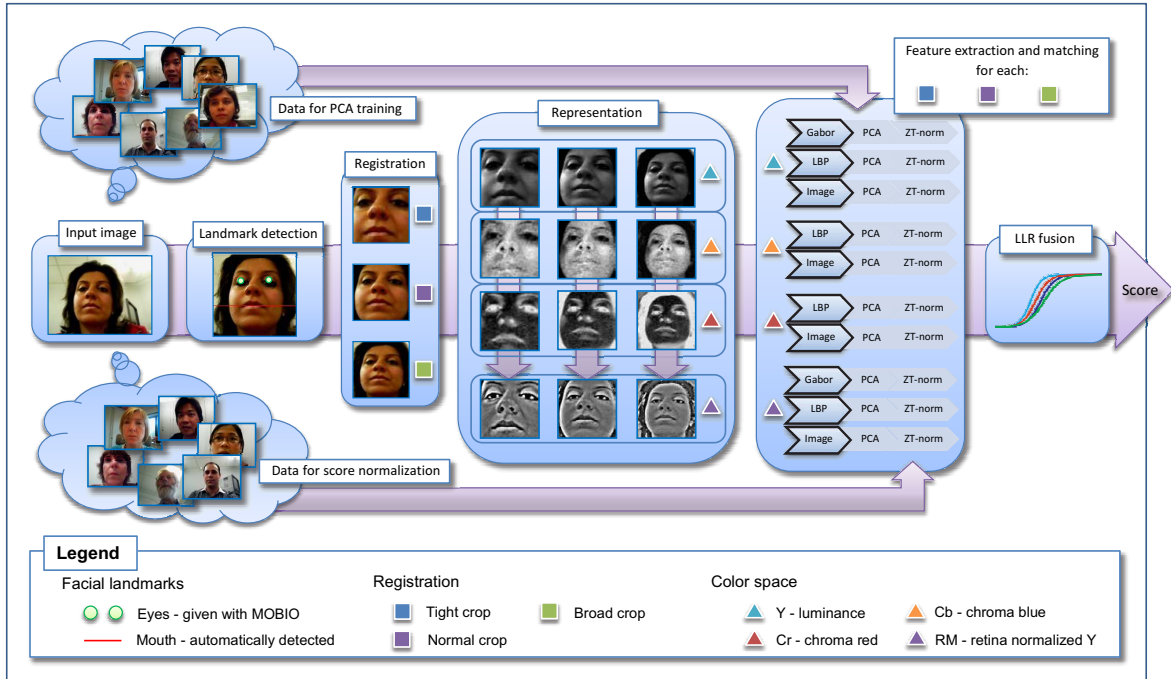 Feature extraction and matching
for each:
Data for PCA training
Representation
Registration
Input image
Landmark detection
Gabor PCA ZT-norm
LBP PCA ZT-norm
Image PCA ZT-norm
LBP PCA ZT-norm
Image PCA ZT-norm
LBP PCA ZT-norm
Image PCA ZT-norm
Gabor PCA ZT-norm
LBP PCA ZT-norm
Image PCA ZT-norm
LLR fusion
Score
Data for score normalization
Legend
Facial landmarks
Eyes - given with MOBIO
Mouth - automatically detected
Registration
Tight crop
Broad crop
Normal crop
Color space
Y - luminance
Cb - chroma blue
Cr - chroma red
RM - retina normalized Y